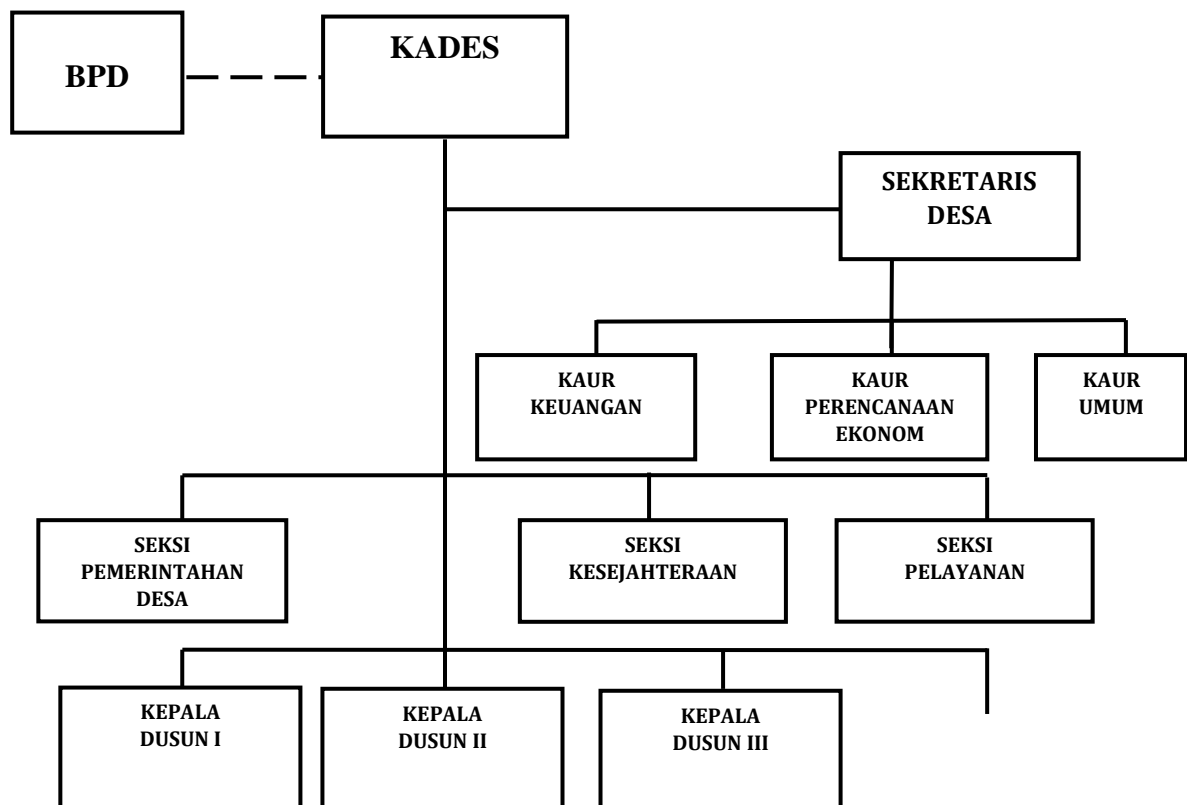 BPD
KADES
SEKRETARIS
DESA
KAUR
KEUANGAN
KAUR
PERENCANAAN
EKONOM
KAUR
UMUM
SEKSI
PEMERINTAHAN
DESA
SEKSI
KESEJAHTERAAN
SEKSI
PELAYANAN
KEPALA
DUSUN I
KEPALA
DUSUN II
KEPALA
DUSUN III